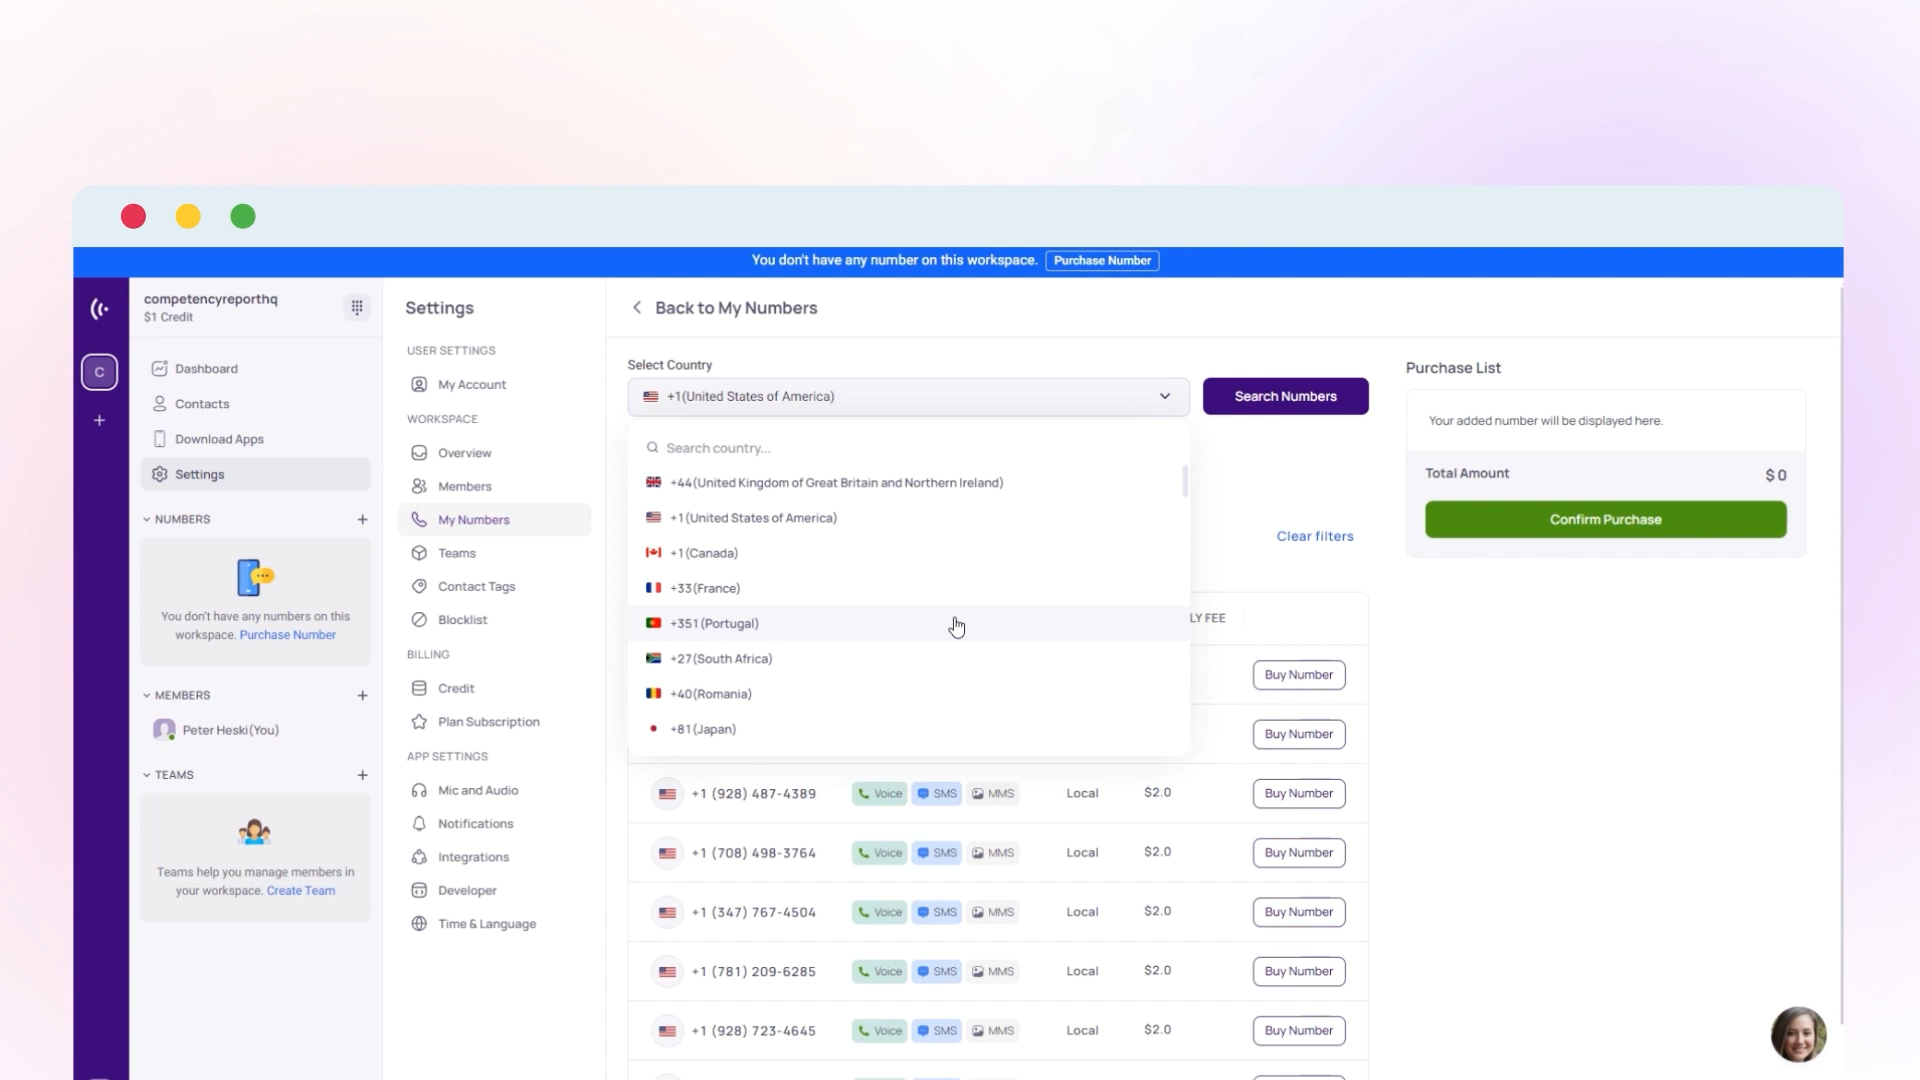 You don't have any number on this workspace. Purchase Number
competencyreporthq
$1 Credit
C
Dashboard
Contacts
Download Apps
Settings
NUMBERS
You don't have any numbers on this
workspace. Purchase Number
MEMBERS
Peter Heski(You)
TEAMS
Teams help you manage members in
your workspace. Create Team
Settings
USER SETTINGS
My Account
WORKSPACE
Overview
Members
My Numbers
Teams
Contact Tags
Blocklist
BILLING
Credit
Plan Subscription
APP SETTINGS
Mic and Audio
Notifications
Integrations
Developer
Time & Language
Back to My Numbers
Select Country
+1(United States of America)
Search Numbers
Search country...
+44(United Kingdom of Great Britain and Northern Ireland)
+1(United States of America)
+1(Canada)
+33(France)
+351(Portugal)
+27(South Africa)
+40(Romania)
+81(Japan)
Clear filters
LY FEE
Buy Number
Buy Number
+1 (928) 487-4389 Voice SMS MMS Local $2.0 Buy Number
+1 (708) 498-3764 Voice SMS MMS Local $2.0 Buy Number
+1 (347) 767-4504 Voice SMS MMS Local $2.0 Buy Number
+1 (781) 209-6285 Voice SMS MMS Local $2.0 Buy Number
+1 (928) 723-4645 Voice SMS MMS Local $2.0 Buy Number
Purchase List
Your added number will be displayed here.
Total Amount $ 0
Confirm Purchase